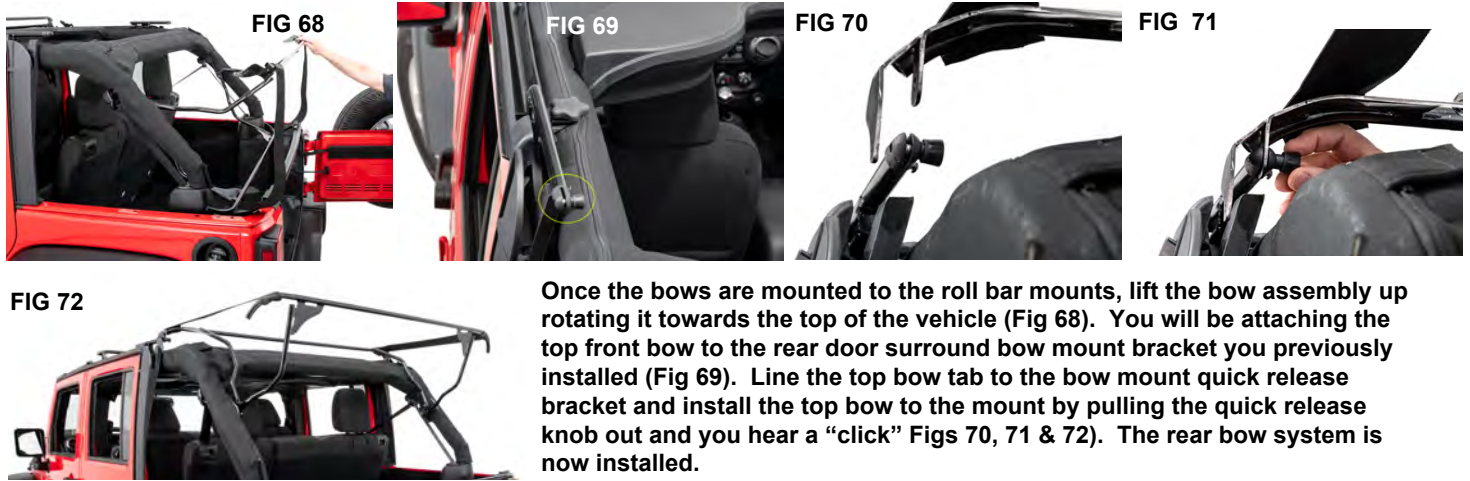 FIG 68
FIG 69
FIG 70
FIG 71
FIG 72
Once the bows are mounted to the roll bar mounts, lift the bow assembly up
rotating it towards the top of the vehicle (Fig 68). You will be attaching the
top front bow to the rear door surround bow mount bracket you previously
installed (Fig 69). Line the top bow tab to the bow mount quick release
bracket and install the top bow to the mount by pulling the quick release
knob out and you hear a “click” Figs 70, 71 & 72). The rear bow system is
now installed.